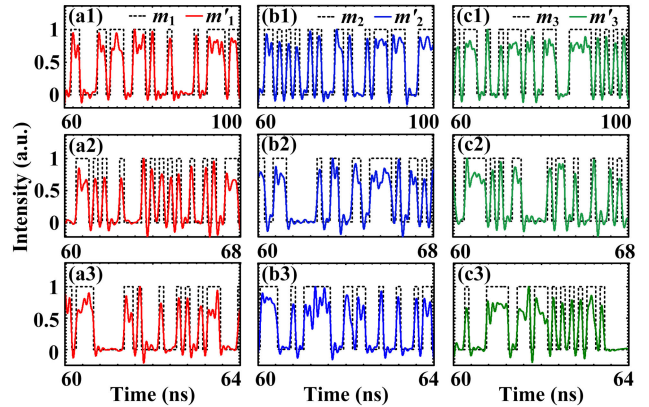 (a1) m₁ m'₁ (b1) m₂ m'₂ (c1) m₃ m'₃
1
0.5
0
60 100 60 100 60 100
Intensity (a.u.)
(a2) (b2) (c2)
1
0.5
0
60 68 60 68 60 68
(a3) (b3) (c3)
1
0.5
0
60 64 60 64 60 64
Time (ns) Time (ns) Time (ns)